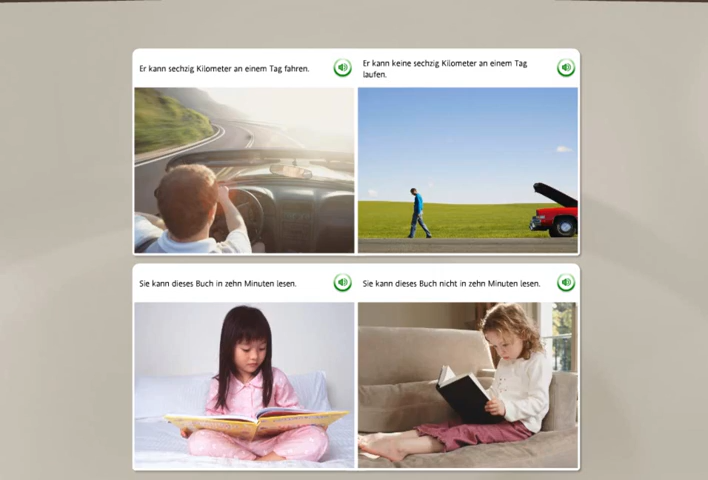 Er kann sechzig Kilometer an einem Tag fahren.
Er kann keine sechzig Kilometer an einem Tag
laufen.
Sie kann dieses Buch in zehn Minuten lesen.
Sie kann dieses Buch nicht in zehn Minuten lesen.